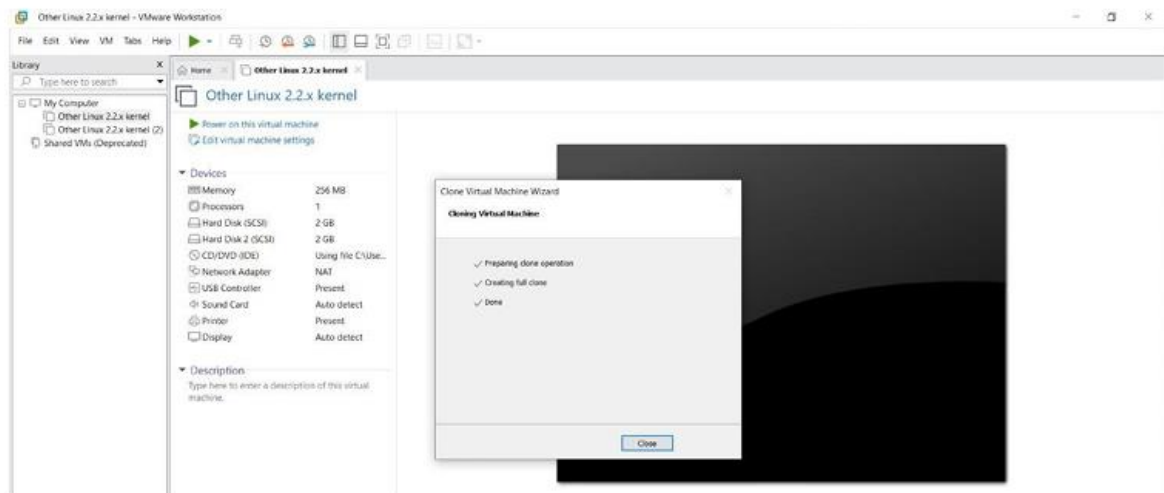 Other Linux 2.2.x kernel - VMware Workstation
File Edit View VM Tabs Help
Library
Type here to search
My Computer
Other Linux 2.2.x kernel
Other Linux 2.2.x kernel (2)
Shared VMs (Deprecated)
Home
Other Linux 2.2.x kernel
Other Linux 2.2.x kernel
Power on this virtual machine
Edit virtual machine settings
Devices
Memory 256 MB
Processors 1
Hard Disk (SCSI) 2 GB
Hard Disk 2 (SCSI) 2 GB
CD/DVD (IDE) Using file C:\Use...
Network Adapter NAT
USB Controller Present
Sound Card Auto detect
Printer Present
Display Auto detect
Description
Type here to enter a description of this virtual
machine.
Clone Virtual Machine Wizard
Cloning Virtual Machine
Preparing clone operation
Creating full clone
Done
Close